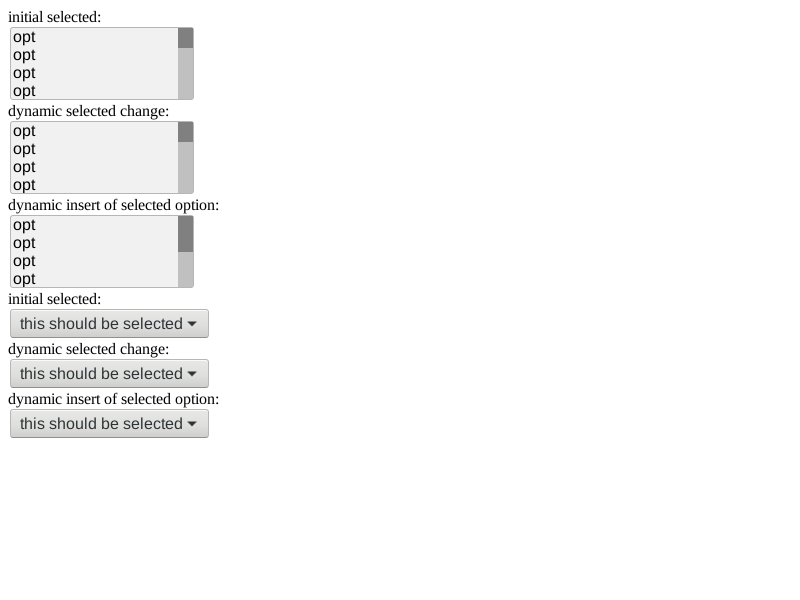 initial selected:
opt
opt
opt
opt
dynamic selected change:
opt
opt
opt
opt
dynamic insert of selected option:
opt
opt
opt
opt
initial selected:
this should be selected
dynamic selected change:
this should be selected
dynamic insert of selected option:
this should be selected